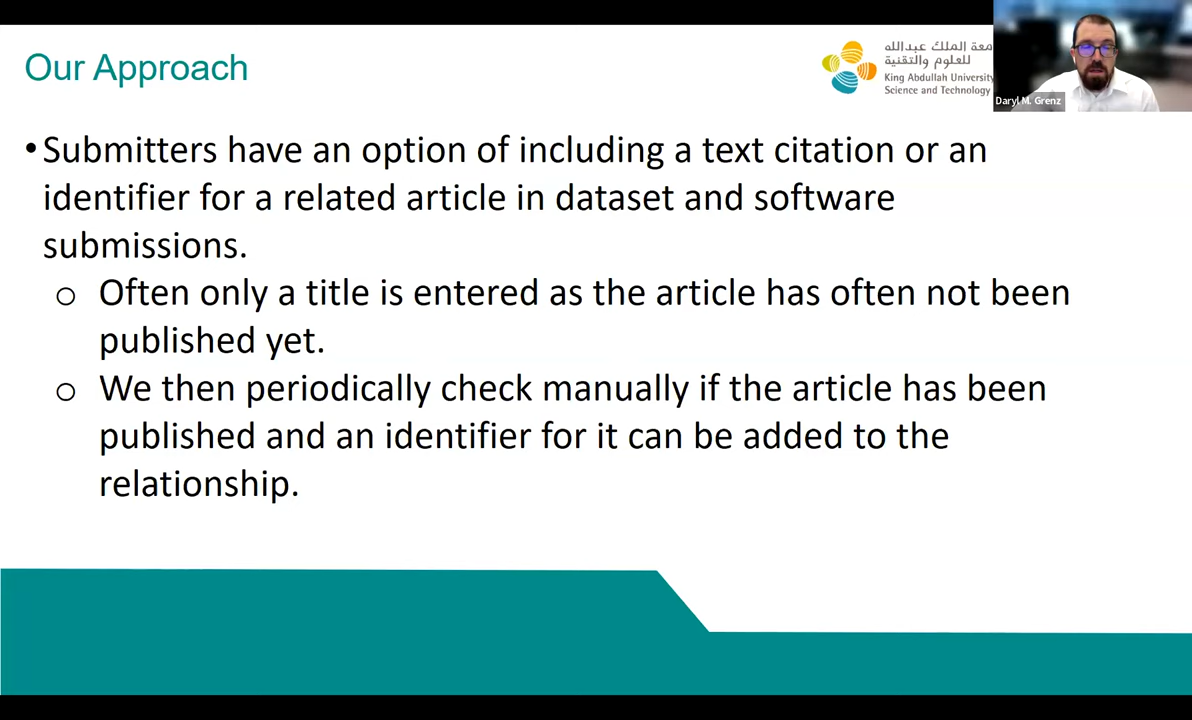 Our Approach
معة الملك عبدالله
للعلوم والتقنية
King Abdullah University
Science and Technology
Daryl M. Grenz
•Submitters have an option of including a text citation or an
identifier for a related article in dataset and software
submissions.
o Often only a title is entered as the article has often not been
published yet.
o We then periodically check manually if the article has been
published and an identifier for it can be added to the
relationship.